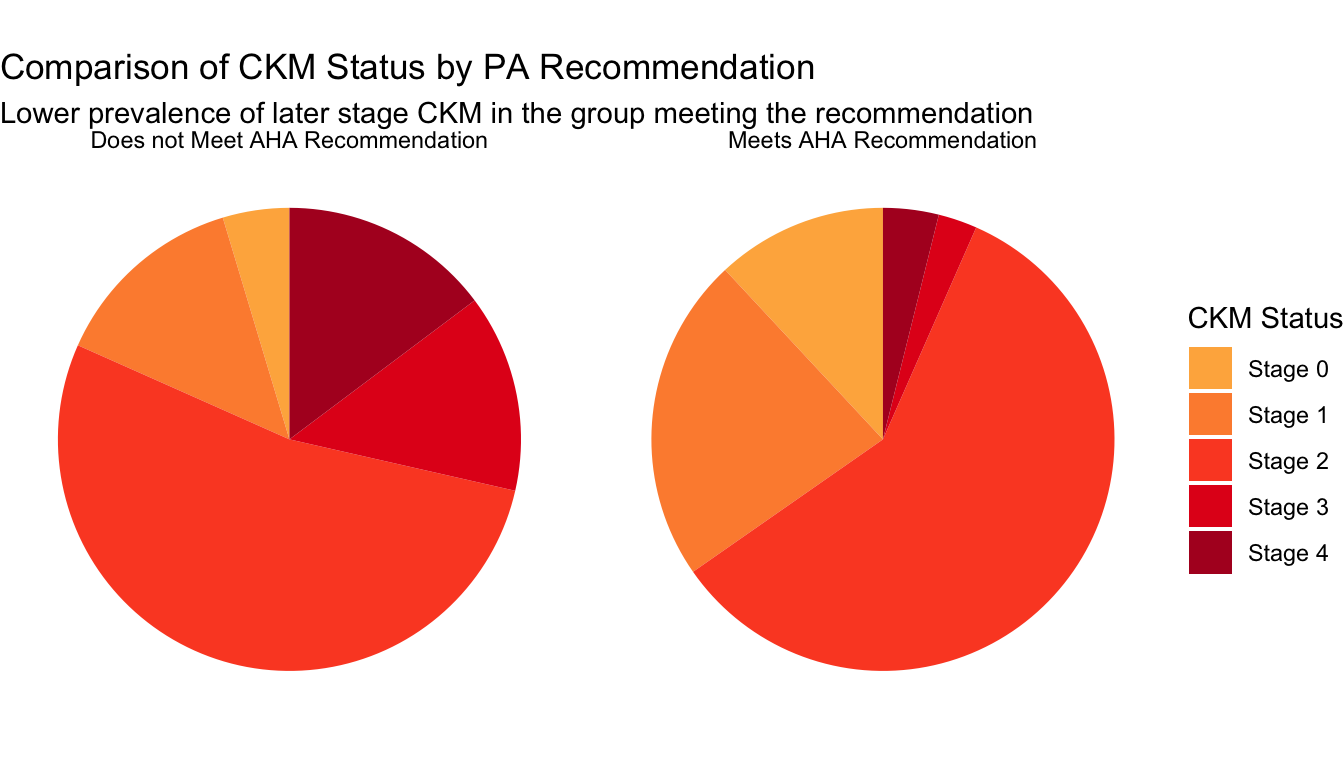 Comparison of CKM Status by PA Recommendation
Lower prevalence of later stage CKM in the group meeting the recommendation
Does not Meet AHA Recommendation
Meets AHA Recommendation
CKM Status
Stage 0
Stage 1
Stage 2
Stage 3
Stage 4